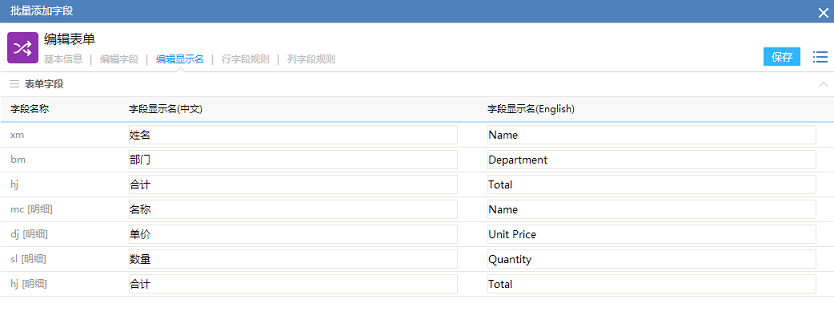 批量添加字段
编辑表单
基本信息 | 编辑字段 | 编辑显示名 | 行字段规则 | 列字段规则
保存
表单字段
字段名称 字段显示名(中文) 字段显示名(English)
xm 姓名 Name
bm 部门 Department
hj 合计 Total
mc [明细] 名称 Name
dj [明细] 单价 Unit Price
sl [明细] 数量 Quantity
hj [明细] 合计 Total